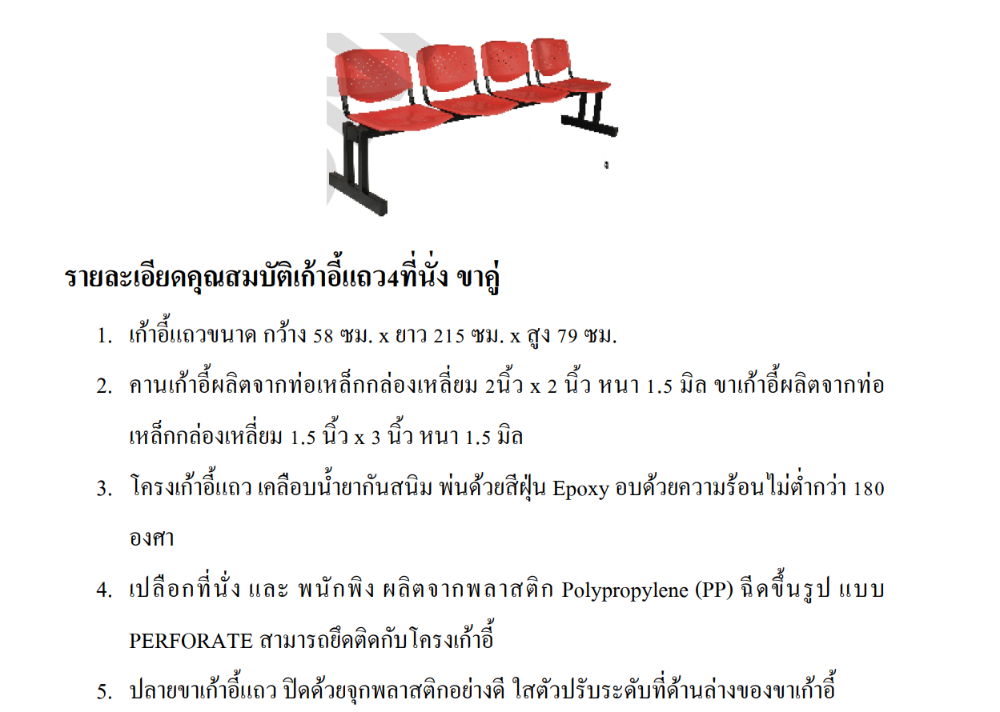 รายละเอียดคุณสมบัติเก้าอี้แถว4ที่นั่ง ขาคู่
1. เก้าอี้แถวขนาด กว้าง 58 ซม. x ยาว 215 ซม. x สูง 79 ซม.
2. คานเก้าอี้ผลิตจากท่อเหล็กกล่องเหลี่ยม 2นิ้ว x 2 นิ้ว หนา 1.5 มิล ขาเก้าอี้ผลิตจากท่อ
เหล็กกล่องเหลี่ยม 1.5 นิ้ว x 3 นิ้ว หนา 1.5 มิล
3. โครงเก้าอี้แถว เคลือบน้ำยากันสนิม พ่นด้วยสีฝุ่น Epoxy อบด้วยความร้อนไม่ต่ำกว่า 180
องศา
4. เปลือกที่นั่ง และ พนักพิง ผลิตจากพลาสติก Polypropylene (PP) ฉีดขึ้นรูป แบบ
PERFORATE สามารถยึดติดกับโครงเก้าอี้
5. ปลายขาเก้าอี้แถว ปิดด้วยจุกพลาสติกอย่างดี ใสตัวปรับระดับที่ด้านล่างของขาเก้าอี้